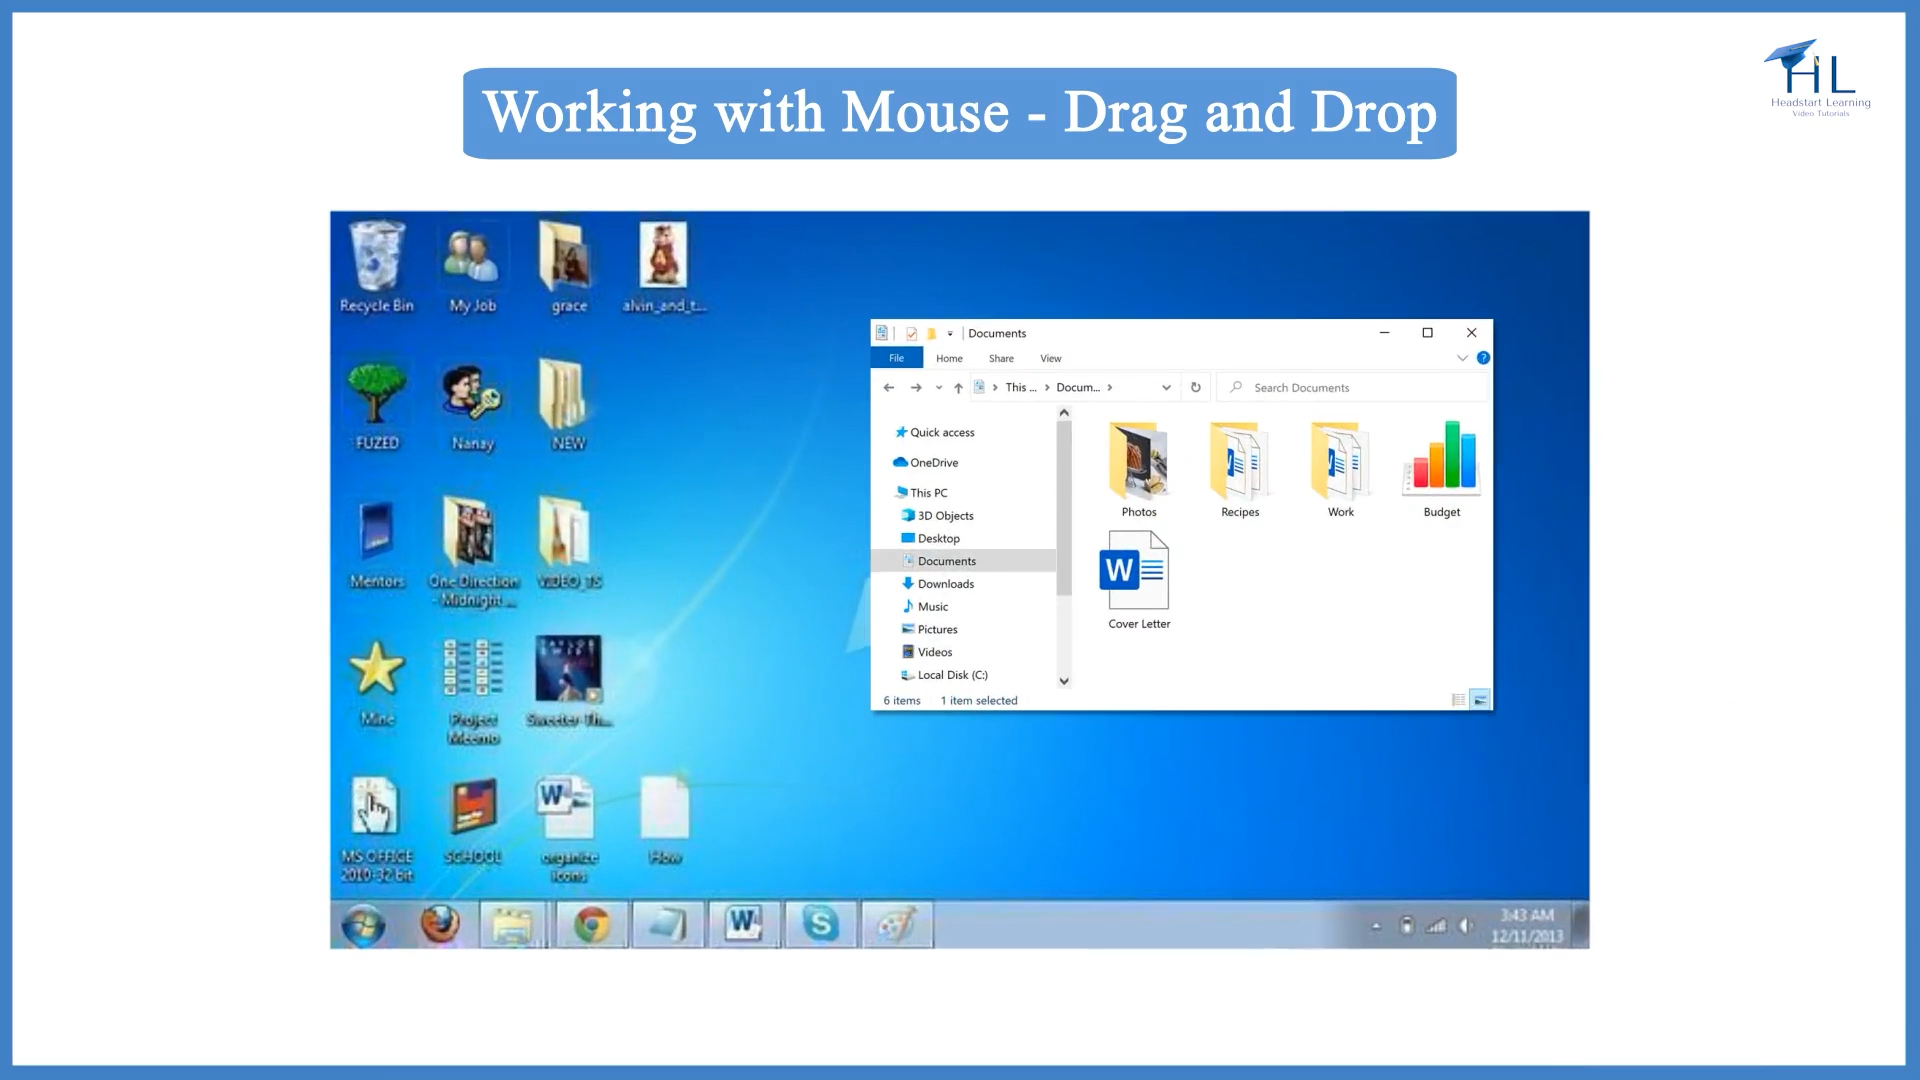 HL
Headstart Learning
Video Tutorials
Working with Mouse - Drag and Drop
Recycle Bin
My Job
grace
alvin_and_t...
FUZED
Nanay
NEW
Mentors
One Direction
- Midnight ...
VIDEO_TS
Mine
Project
Meemo
Sweeter Th...
MS OFFICE
2010-32 bit
SCHOOL
organize
icons
How
Documents
File Home Share View
This ... Docum...
Search Documents
Quick access
OneDrive
This PC
3D Objects
Desktop
Documents
Downloads
Music
Pictures
Videos
Local Disk (C:)
Photos
Recipes
Work
Budget
W
Cover Letter
6 items 1 item selected
3:43 AM
12/11/2013